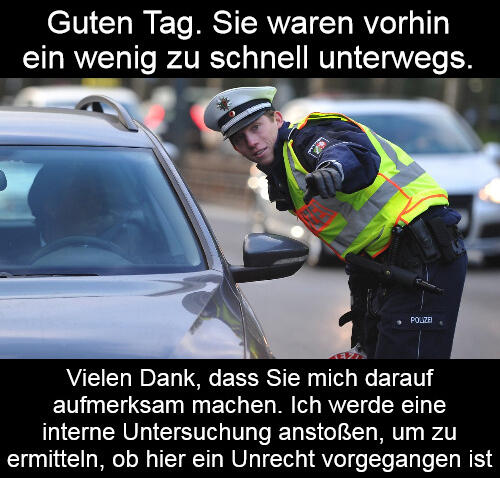 Guten Tag. Sie waren vorhin
ein wenig zu schnell unterwegs.
POLIZEI
Vielen Dank, dass Sie mich darauf
aufmerksam machen. Ich werde eine
interne Untersuchung anstoßen, um zu
ermitteln, ob hier ein Unrecht vorgegangen ist